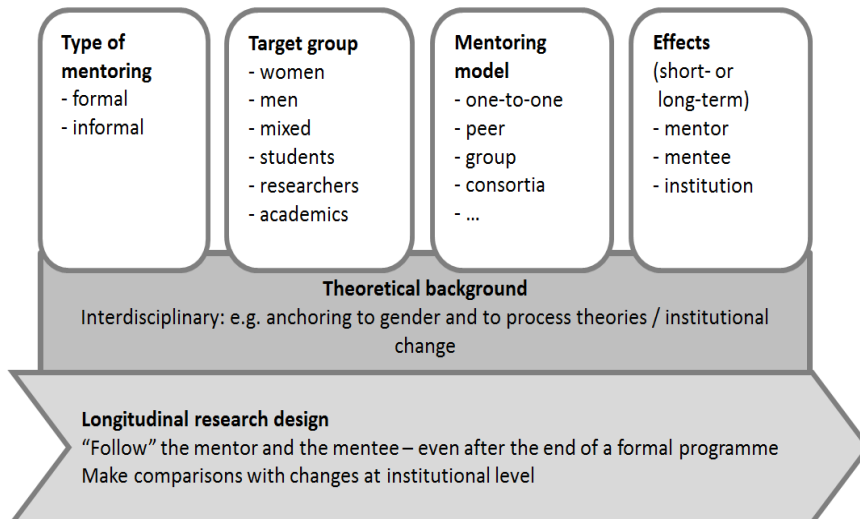 Type of
mentoring
- formal
- informal
Target group
- women
- men
- mixed
- students
- researchers
- academics
Mentoring
model
- one-to-one
- peer
- group
- consortia
- ...
Effects
(short- or
long-term)
- mentor
- mentee
- institution
Theoretical background
Interdisciplinary: e.g. anchoring to gender and to process theories / institutional
change
Longitudinal research design
“Follow” the mentor and the mentee – even after the end of a formal programme
Make comparisons with changes at institutional level